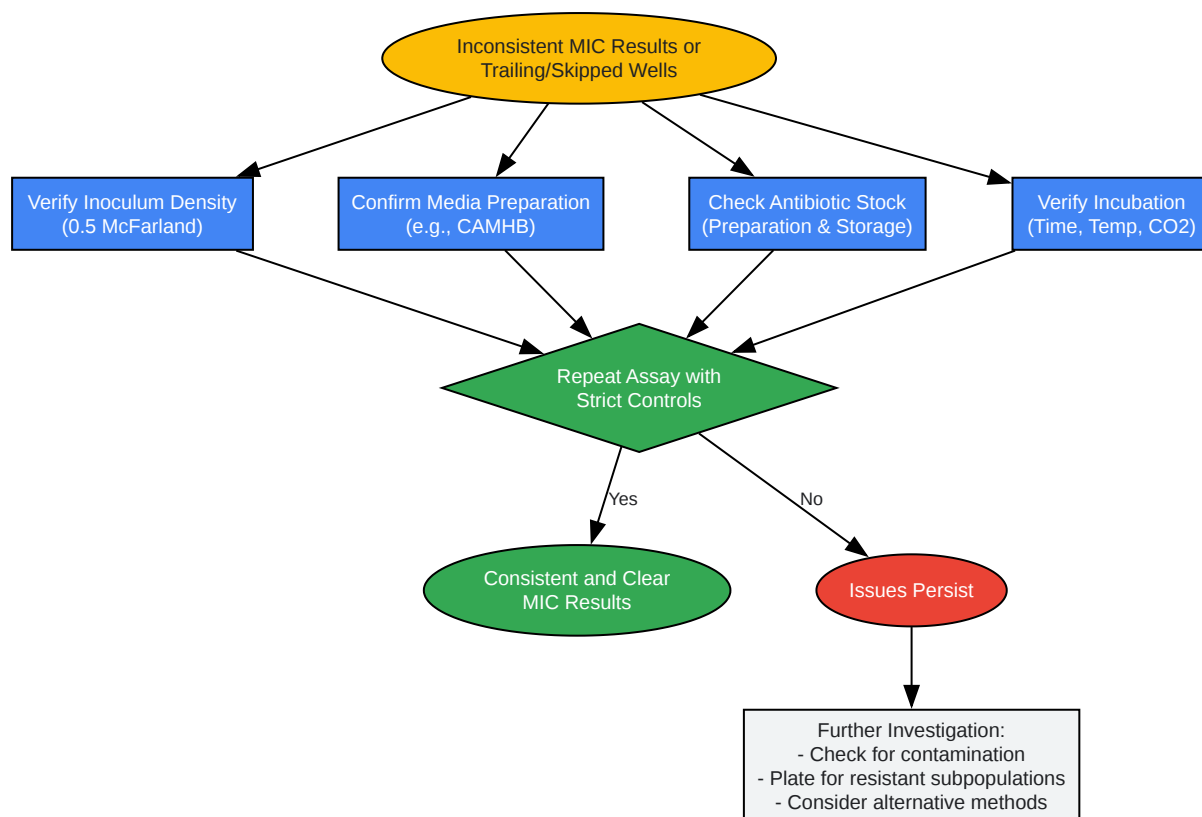 Inconsistent MIC Results or
Trailing/Skipped Wells
Verify Inoculum Density
(0.5 McFarland)
Confirm Media Preparation
(e.g., CAMHB)
Check Antibiotic Stock
(Preparation & Storage)
Verify Incubation
(Time, Temp, CO2)
Repeat Assay with
Strict Controls
Yes
No
Consistent and Clear
MIC Results
Issues Persist
Further Investigation:
- Check for contamination
- Plate for resistant subpopulations
- Consider alternative methods